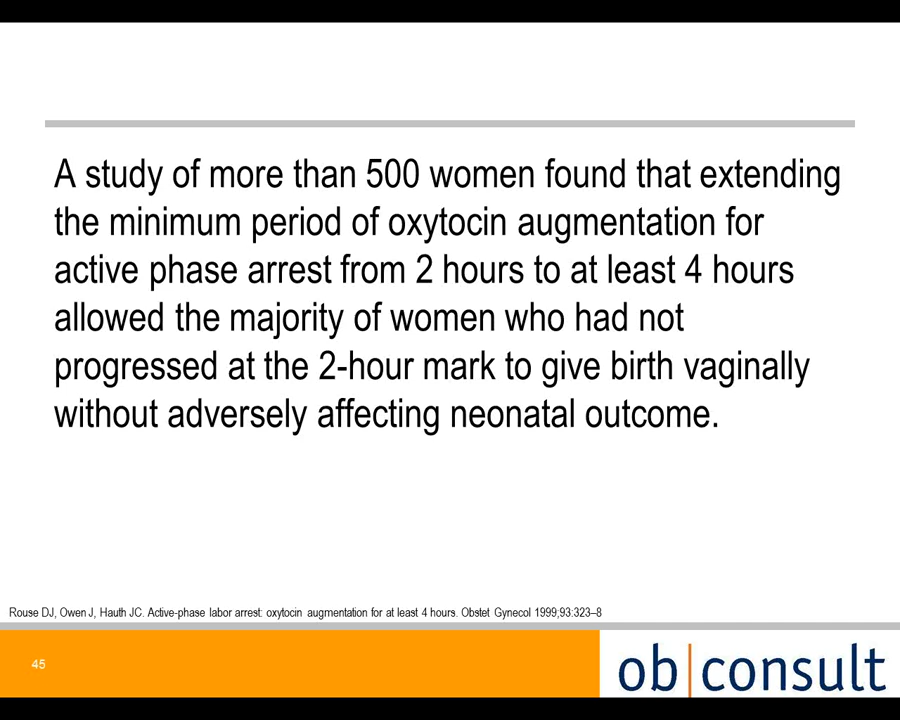 A study of more than 500 women found that extending
the minimum period of oxytocin augmentation for
active phase arrest from 2 hours to at least 4 hours
allowed the majority of women who had not
progressed at the 2-hour mark to give birth vaginally
without adversely affecting neonatal outcome.
Rouse DJ, Owen J, Hauth JC. Active-phase labor arrest: oxytocin augmentation for at least 4 hours. Obstet Gynecol 1999;93:323–8
45
ob|consult